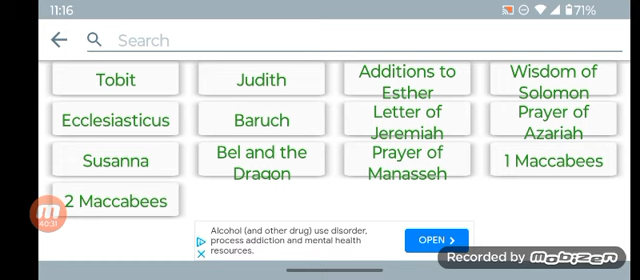 11:16
71%
Search
Tobit
Judith
Additions to
Esther
Wisdom of
Solomon
Ecclesiasticus
Baruch
Letter of
Jeremiah
Prayer of
Azariah
Susanna
Bel and the
Dragon
Prayer of
Manasseh
1 Maccabees
2 Maccabees
40:31
Alcohol (and other drug) use disorder,
process addiction and mental health
resources.
OPEN
Recorded by MOBIZEN